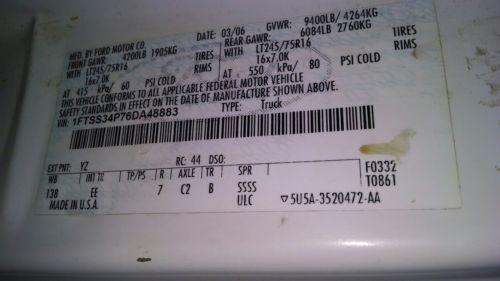 MFD. BY FORD MOTOR CO.
DATE: 03/06 GVWR: 9400LB/ 4264KG
FRONT GAWR: 4200LB 1905KG
REAR GAWR: 6084LB 2760KG
WITH LT245/75R16 TIRES
WITH LT245/75R16 TIRES
16x7.0K RIMS
16x7.0K RIMS
AT 415 kPa/ 60 PSI COLD
AT 550 kPa/ 80 PSI COLD
THIS VEHICLE CONFORMS TO ALL APPLICABLE FEDERAL MOTOR VEHICLE
SAFETY STANDARDS IN EFFECT ON THE DATE OF MANUFACTURE SHOWN ABOVE.
VIN: 1FTSS34P76DA48883 TYPE: Truck
EXT PNT: YZ RC: 44 DSO:
WB INT TR TP/PS R AXLE TR SPR F0332
138 EE 7 C2 B SSSS T0861
MADE IN U.S.A. ULC ▽5U5A-3520472-AA